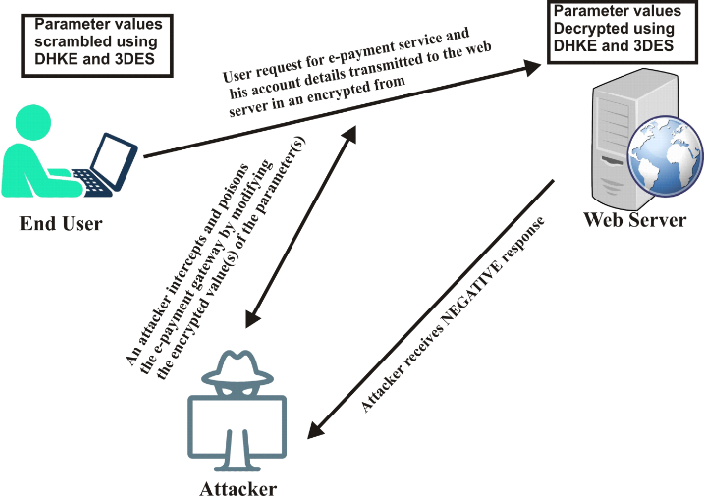 Parameter values
scrambled using
DHKE and 3DES
Parameter values
Decrypted using
DHKE and 3DES
User request for e-payment service and
his account details transmitted to the web
server in an encrypted from
End User
Web Server
An attacker intercepts and poisons
the e-payment gateway by modifying
the encrypted value(s) of the parameter(s)
Attacker receives NEGATIVE response
Attacker